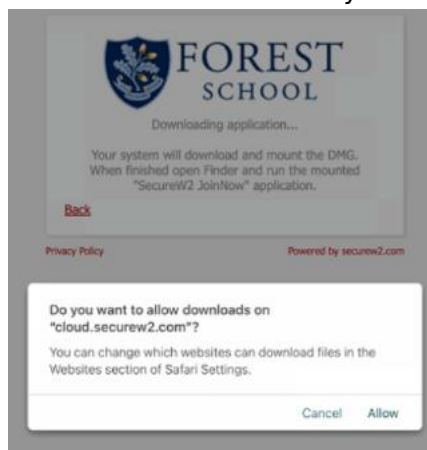 FOREST
SCHOOL
Downloading application...
Your system will download and mount the DMG.
When finished open Finder and run the mounted
"SecureW2 JoinNow" application.
Back
Privacy Policy
Powered by securew2.com
Do you want to allow downloads on
"cloud.securew2.com"?
You can change which websites can download files in the
Websites section of Safari Settings.
Cancel
Allow